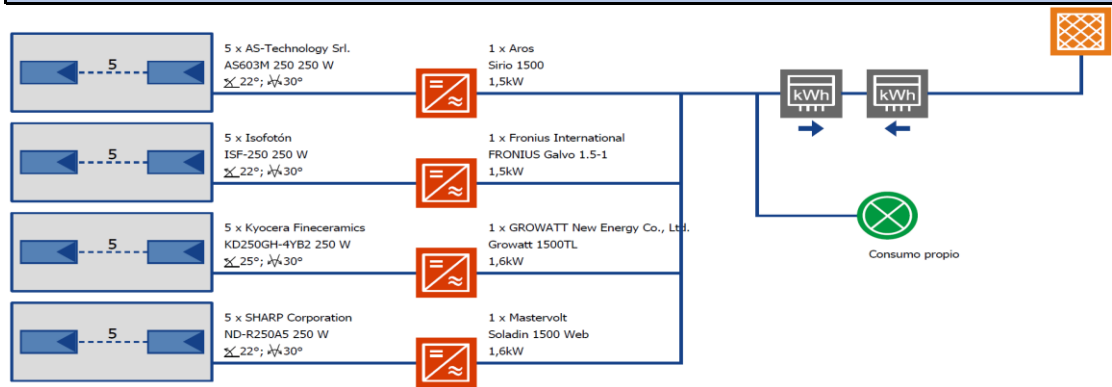 5
5 x AS-Technology Srl.
AS603M 250 250 W
22°; 30°
1 x Aros
Sirio 1500
1,5kW
kWh
kWh
5
5 x Isofotón
ISF-250 250 W
22°; 30°
1 x Fronius International
FRONIUS Galvo 1.5-1
1,5kW
5
5 x Kyocera Fineceramics
KD250GH-4YB2 250 W
25°; 30°
1 x GROWATT New Energy Co., Ltd.
Growatt 1500TL
1,6kW
Consumo propio
5
5 x SHARP Corporation
ND-R250A5 250 W
22°; 30°
1 x Mastervolt
Soladin 1500 Web
1,6kW